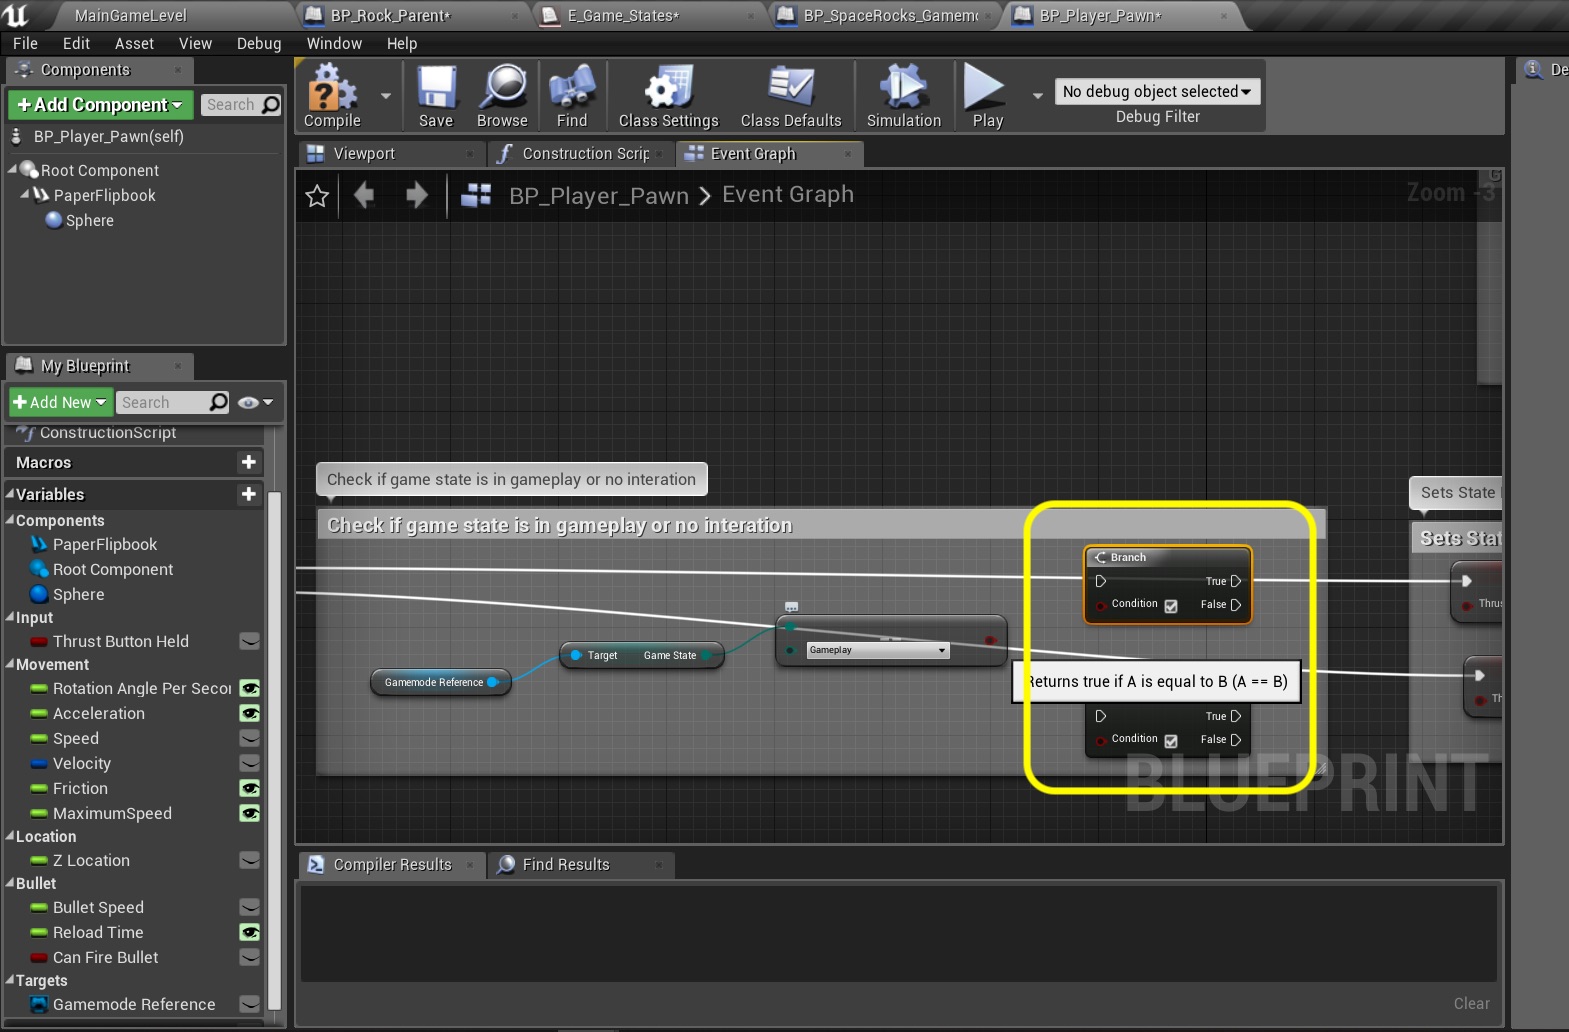 MainGameLevel
BP_Rock_Parent*
E_Game_States*
BP_SpaceRocks_Gamem
BP_Player_Pawn*
File Edit Asset View Debug Window Help
Components
+Add Component
Search
BP_Player_Pawn(self)
Root Component
PaperFlipbook
Sphere
Compile
Save
Browse
Find
Class Settings
Class Defaults
Simulation
Play
No debug object selected
Debug Filter
De
Viewport
Construction Scrip
Event Graph
BP_Player_Pawn > Event Graph
Zoom -3
My Blueprint
+Add New
Search
ConstructionScript
Macros
Variables
Components
PaperFlipbook
Root Component
Sphere
Input
Thrust Button Held
Movement
Rotation Angle Per Secon
Acceleration
Speed
Velocity
Friction
MaximumSpeed
Location
Z Location
Bullet
Bullet Speed
Reload Time
Can Fire Bullet
Targets
Gamemode Reference
Check if game state is in gameplay or no interation
Check if game state is in gameplay or no interation
Gamemode Reference
Target Game State
Gameplay
Branch
True
Condition False
Returns true if A is equal to B (A == B)
True
Condition False
Sets State
Sets Stat
Thrus
Th
BLUEPRINT
Compiler Results
Find Results
Clear